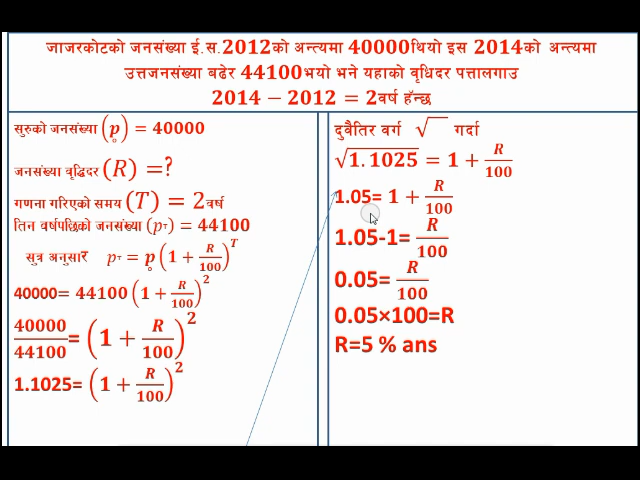 जाजरकोटको जनसंख्या ई.स.2012को अन्त्यमा 40000थियो इस 2014को अन्त्यमा
उत्तजनसंख्या बढेर 44100भयो भने यहाको वृधिदर पत्तालगाउ
2014 − 2012 = 2वर्ष हॅन्छ
सुरुको जनसंख्या (p₀) = 40000
जनसंख्या वृद्धिदर (R) =?
गणना गरिएको समय (T) = 2वर्ष
तिन वर्षपछिको जनसंख्या (p_T) = 44100
सुत्र अनुसार p_T = p₀(1 + R/100)^T
40000= 44100(1 + R/100)^2
40000/44100= (1 + R/100)^2
1.1025= (1 + R/100)^2
दुवैतिर वर्ग √ गर्दा
√1.1025 = 1 + R/100
1.05= 1 + R/100
1.05-1= R/100
0.05= R/100
0.05×100=R
R=5 % ans